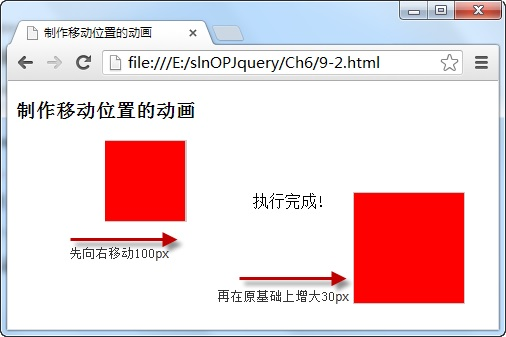 制作移动位置的动画
file:///E:/slnOPJquery/Ch6/9-2.html
制作移动位置的动画
执行完成!
先向右移动100px
再在原基础上增大30px